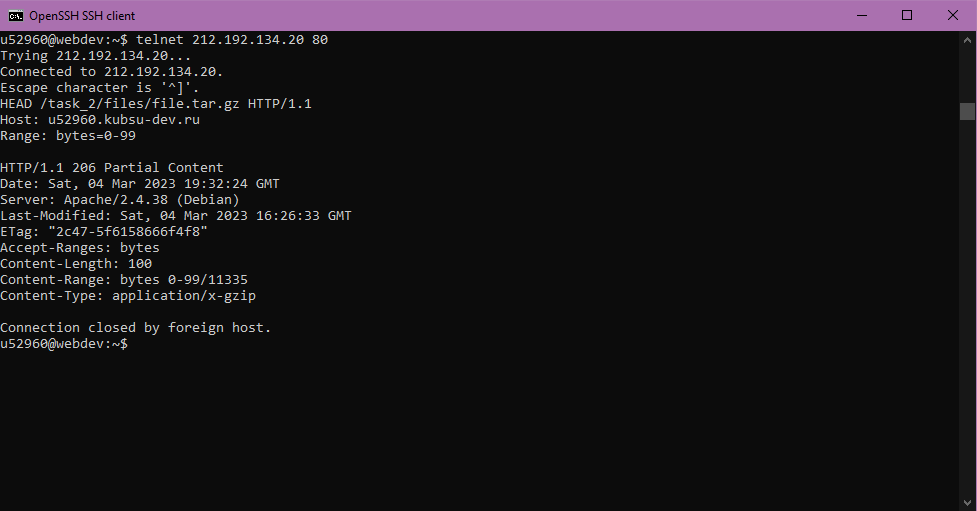 OpenSSH SSH client
u52960@webdev:~$ telnet 212.192.134.20 80
Trying 212.192.134.20...
Connected to 212.192.134.20.
Escape character is '^]'.
HEAD /task_2/files/file.tar.gz HTTP/1.1
Host: u52960.kubsu-dev.ru
Range: bytes=0-99

HTTP/1.1 206 Partial Content
Date: Sat, 04 Mar 2023 19:32:24 GMT
Server: Apache/2.4.38 (Debian)
Last-Modified: Sat, 04 Mar 2023 16:26:33 GMT
ETag: "2c47-5f6158666f4f8"
Accept-Ranges: bytes
Content-Length: 100
Content-Range: bytes 0-99/11335
Content-Type: application/x-gzip

Connection closed by foreign host.
u52960@webdev:~$